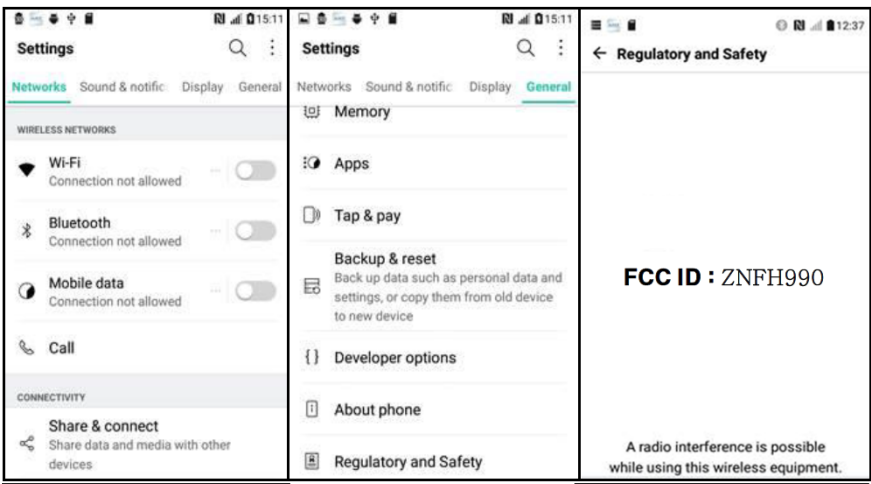 15:11
Settings
Networks Sound & notific Display General
WIRELESS NETWORKS
Wi-Fi
Connection not allowed
Bluetooth
Connection not allowed
Mobile data
Connection not allowed
Call
CONNECTIVITY
Share & connect
Share data and media with other
devices
15:11
Settings
Networks Sound & notific Display General
Memory
Apps
Tap & pay
Backup & reset
Back up data such as personal data and
settings, or copy them from old device
to new device
Developer options
About phone
Regulatory and Safety
12:37
Regulatory and Safety
FCC ID : ZNFH990
A radio interference is possible
while using this wireless equipment.